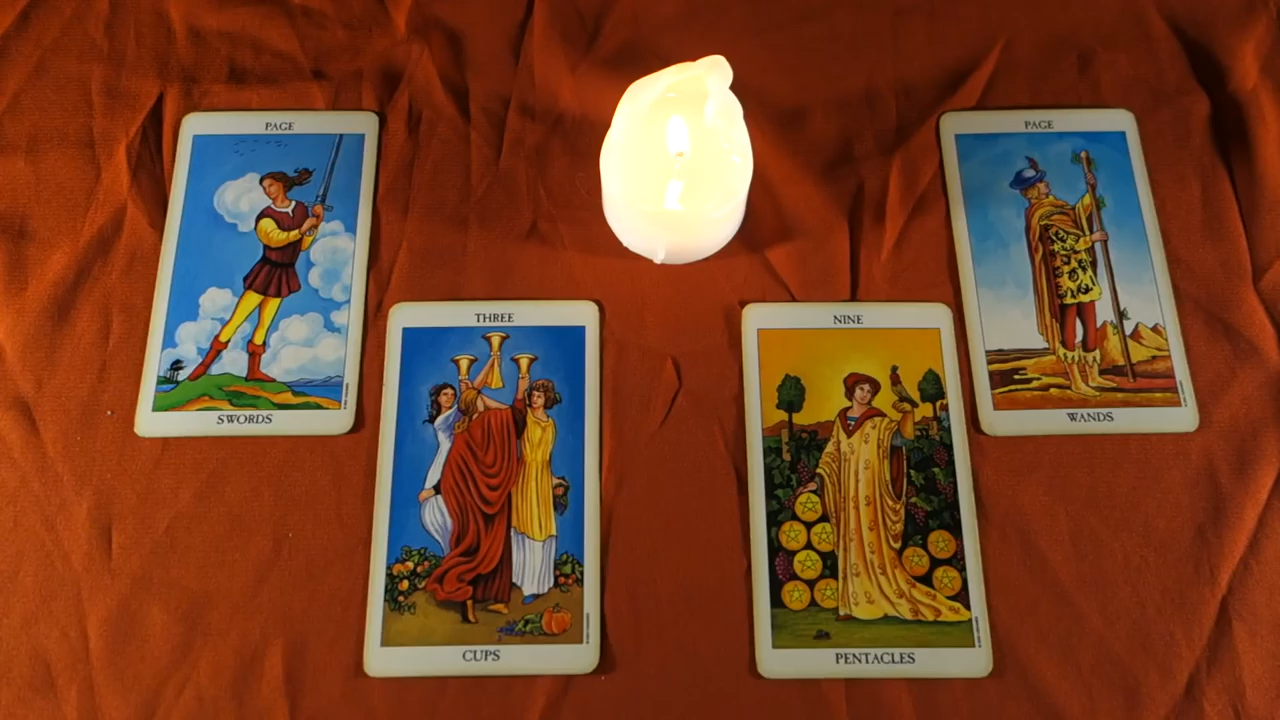 PAGE
SWORDS
THREE
CUPS
NINE
PENTACLES
PAGE
WANDS